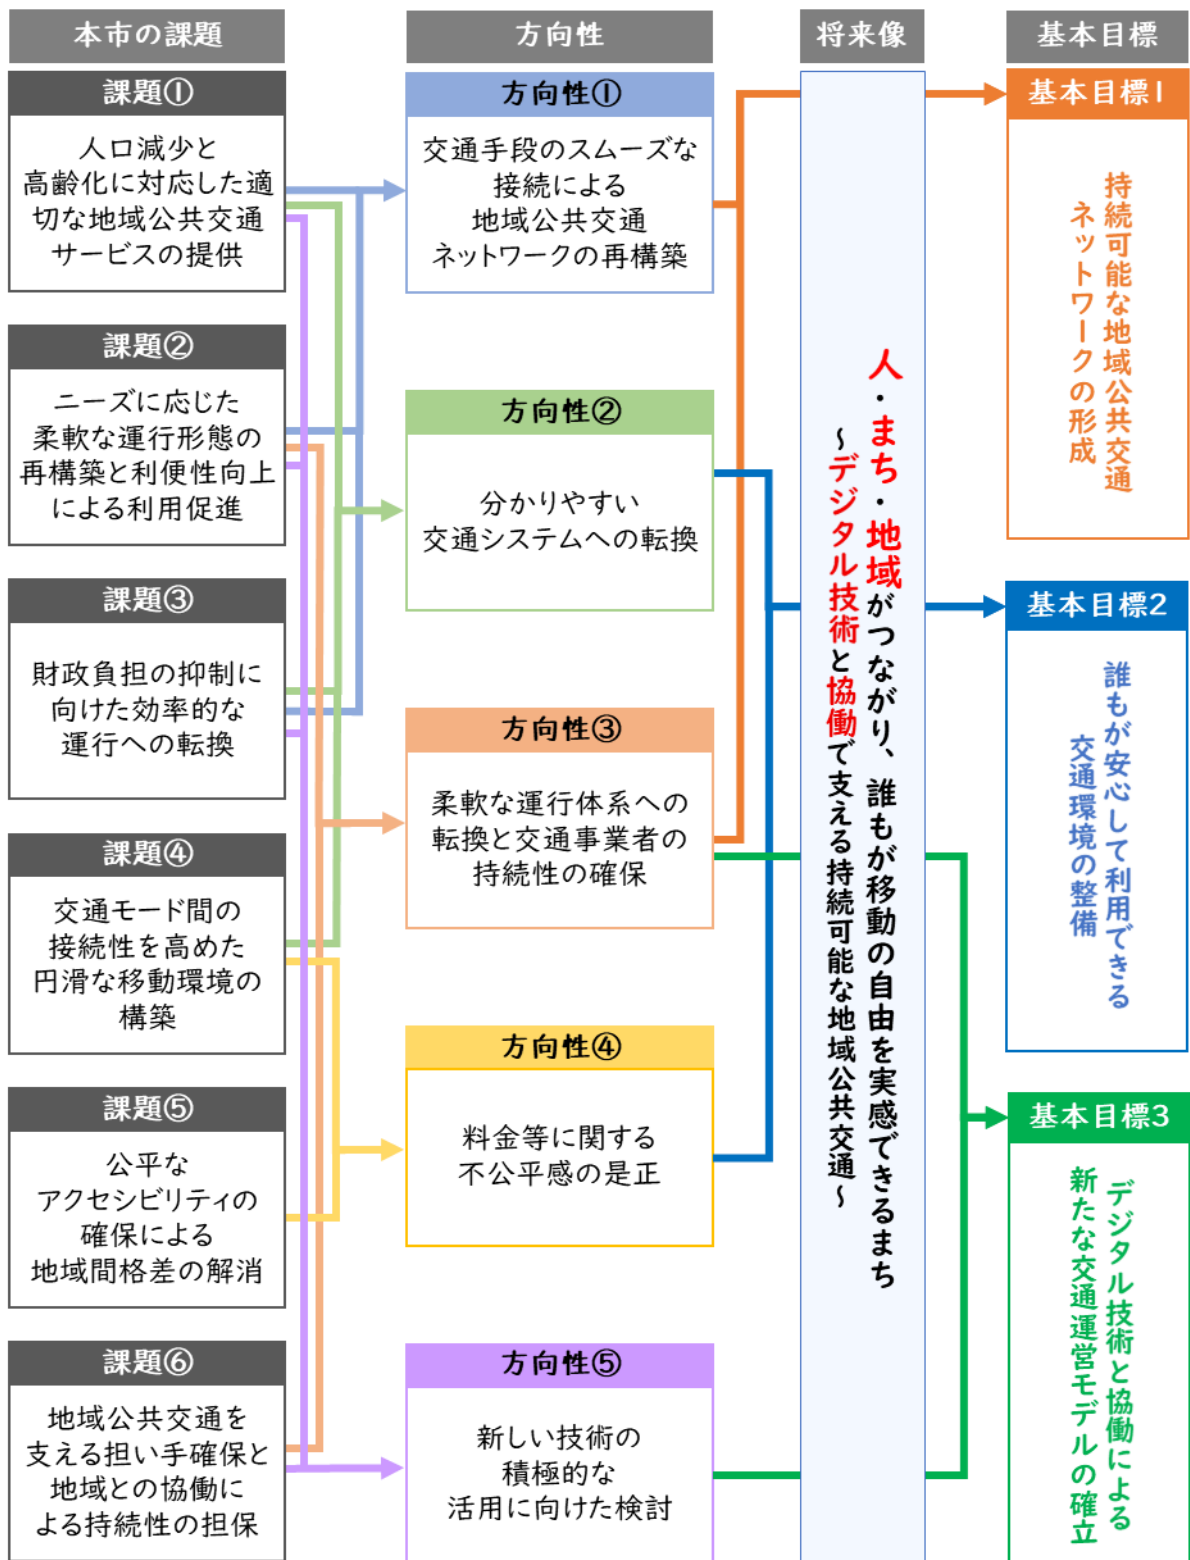 本市の課題
課題①
人口減少と
高齢化に対応した適
切な地域公共交通
サービスの提供
課題②
ニーズに応じた
柔軟な運行形態の
再構築と利便性向上
による利用促進
課題③
財政負担の抑制に
向けた効率的な
運行への転換
課題④
交通モード間の
接続性を高めた
円滑な移動環境の
構築
課題⑤
公平な
アクセシビリティの
確保による
地域間格差の解消
課題⑥
地域公共交通を
支える担い手確保と
地域との協働に
よる持続性の担保
方向性
方向性①
交通手段のスムーズな
接続による
地域公共交通
ネットワークの再構築
方向性②
分かりやすい
交通システムへの転換
方向性③
柔軟な運行体系への
転換と交通事業者の
持続性の確保
方向性④
料金等に関する
不公平感の是正
方向性⑤
新しい技術の
積極的な
活用に向けた検討
将来像
人・まち・地域がつながり、誰もが移動の自由を実感できるまち
～デジタル技術と協働で支える持続可能な地域公共交通～
基本目標
基本目標1
持続可能な地域公共交通
ネットワークの形成
基本目標2
誰もが安心して利用できる
交通環境の整備
基本目標3
デジタル技術と協働による
新たな交通運営モデルの確立